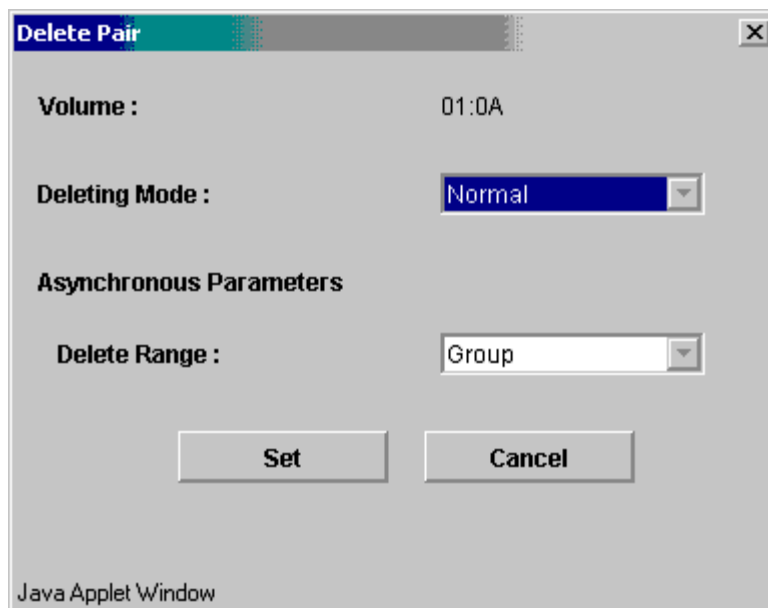 Delete Pair
Volume : 01:0A
Deleting Mode : Normal
Asynchronous Parameters
Delete Range : Group
Set Cancel
Java Applet Window